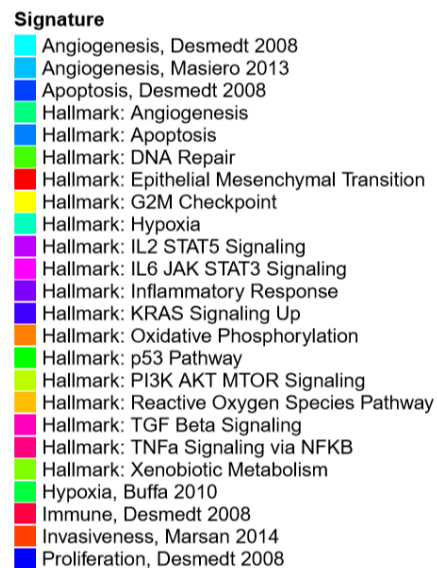 Signature
Angiogenesis, Desmedt 2008
Angiogenesis, Masiero 2013
Apoptosis, Desmedt 2008
Hallmark: Angiogenesis
Hallmark: Apoptosis
Hallmark: DNA Repair
Hallmark: Epithelial Mesenchymal Transition
Hallmark: G2M Checkpoint
Hallmark: Hypoxia
Hallmark: IL2 STAT5 Signaling
Hallmark: IL6 JAK STAT3 Signaling
Hallmark: Inflammatory Response
Hallmark: KRAS Signaling Up
Hallmark: Oxidative Phosphorylation
Hallmark: p53 Pathway
Hallmark: PI3K AKT MTOR Signaling
Hallmark: Reactive Oxygen Species Pathway
Hallmark: TGF Beta Signaling
Hallmark: TNFa Signaling via NFKB
Hallmark: Xenobiotic Metabolism
Hypoxia, Buffa 2010
Immune, Desmedt 2008
Invasiveness, Marsan 2014
Proliferation, Desmedt 2008